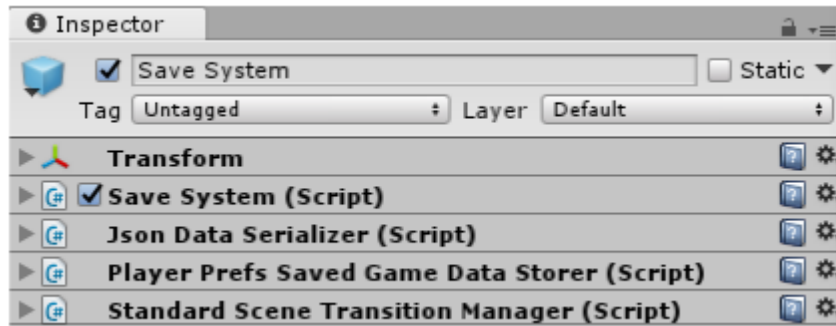 Inspector
Save System Static
Tag Untagged Layer Default
Transform
Save System (Script)
Json Data Serializer (Script)
Player Prefs Saved Game Data Storer (Script)
Standard Scene Transition Manager (Script)